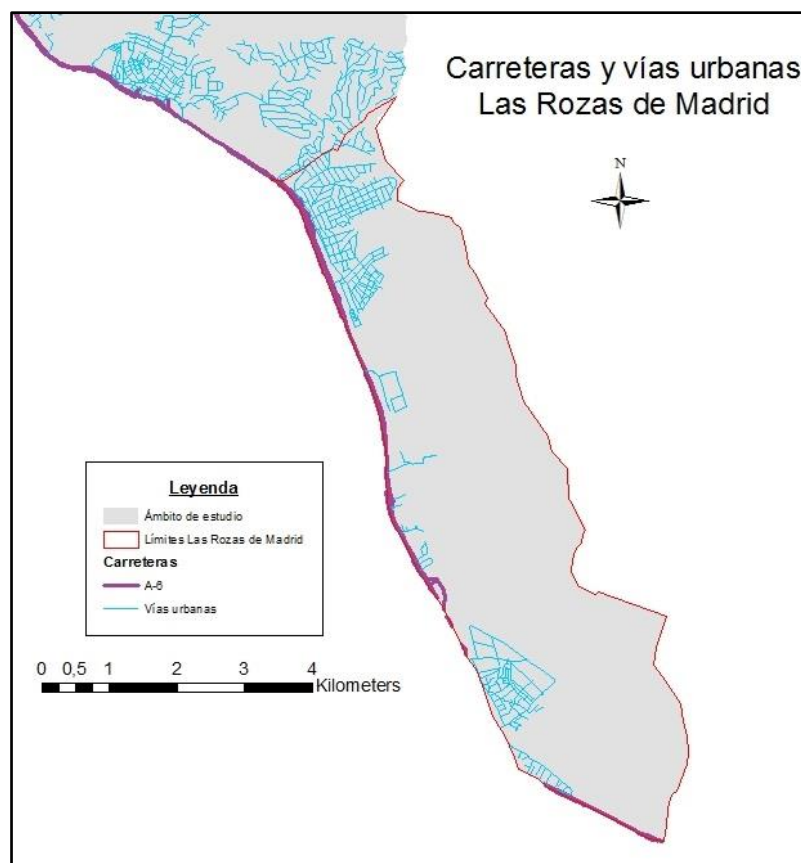 Carreteras y vías urbanas
Las Rozas de Madrid
N
Leyenda
Ámbito de estudio
Límites Las Rozas de Madrid
Carreteras
A-6
Vías urbanas
0 0,5 1 2 3 4
Kilometers